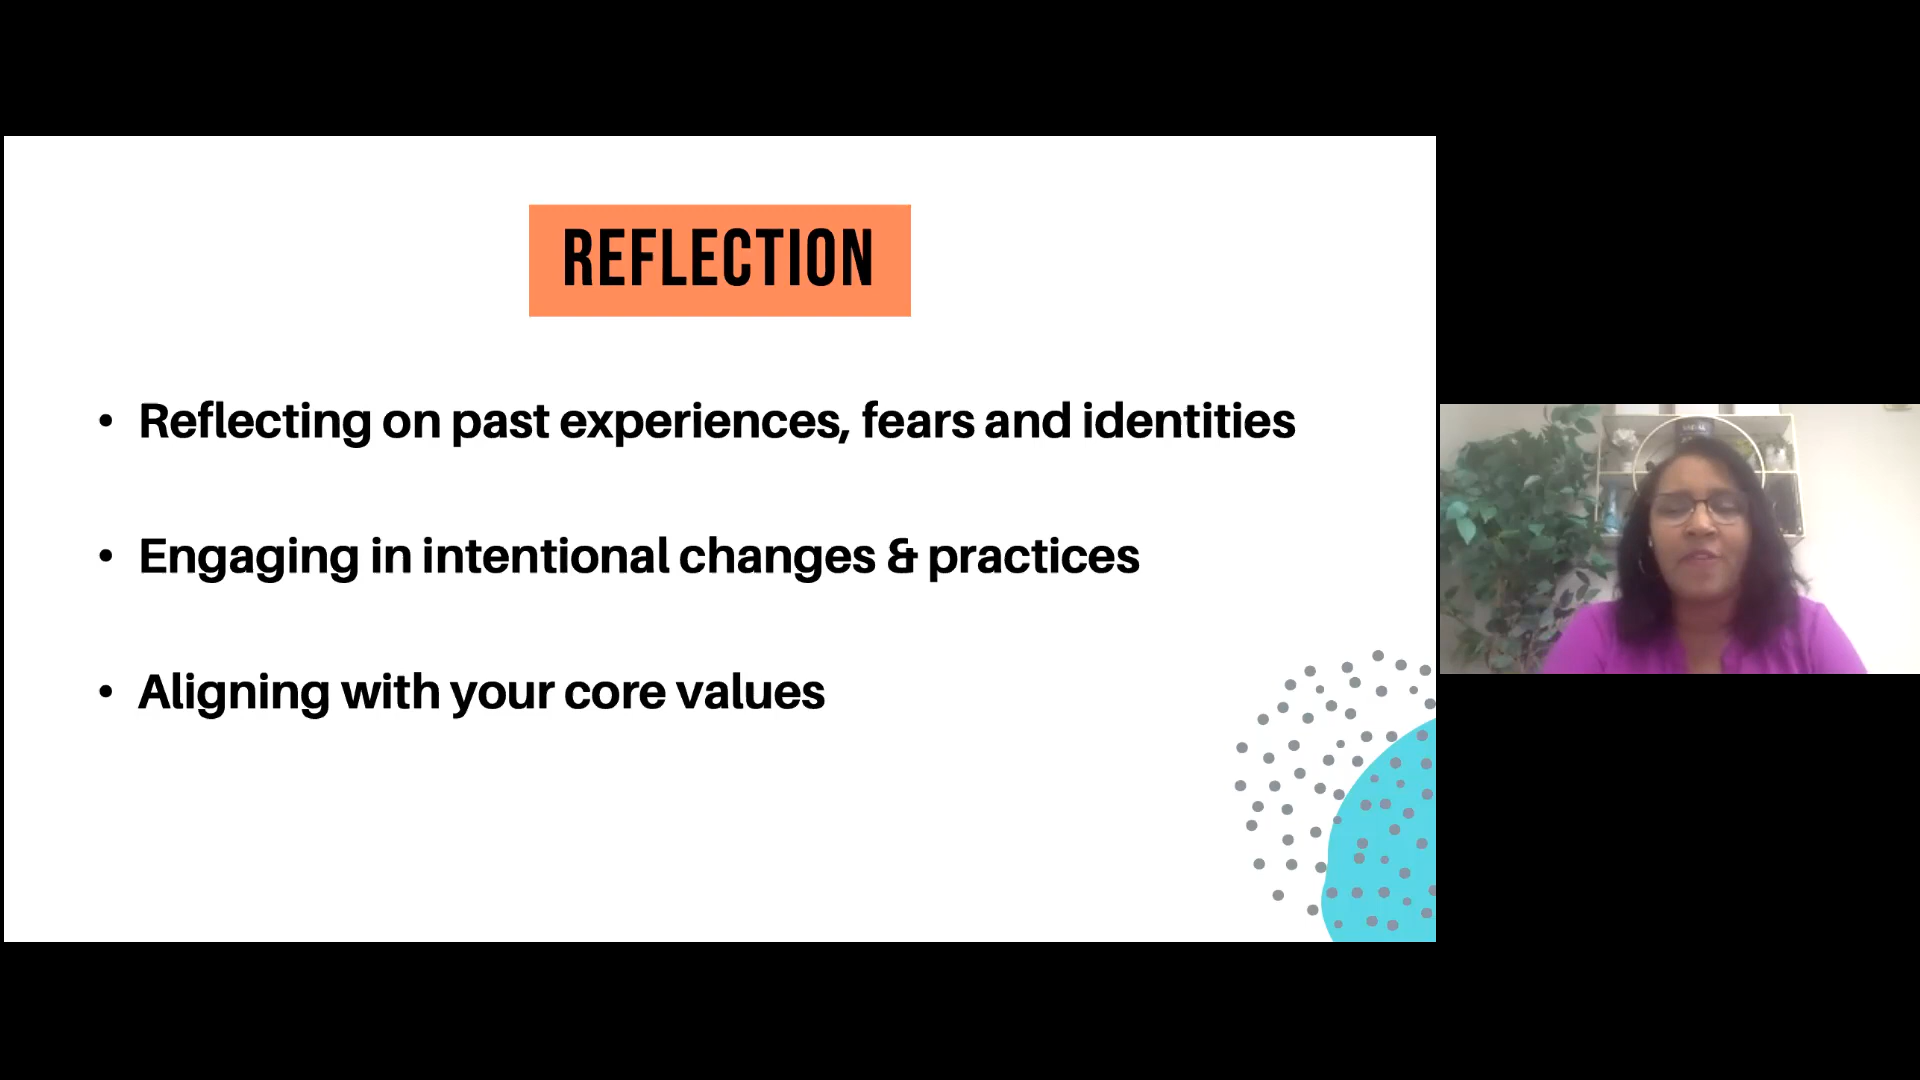 REFLECTION
• Reflecting on past experiences, fears and identities
• Engaging in intentional changes & practices
• Aligning with your core values